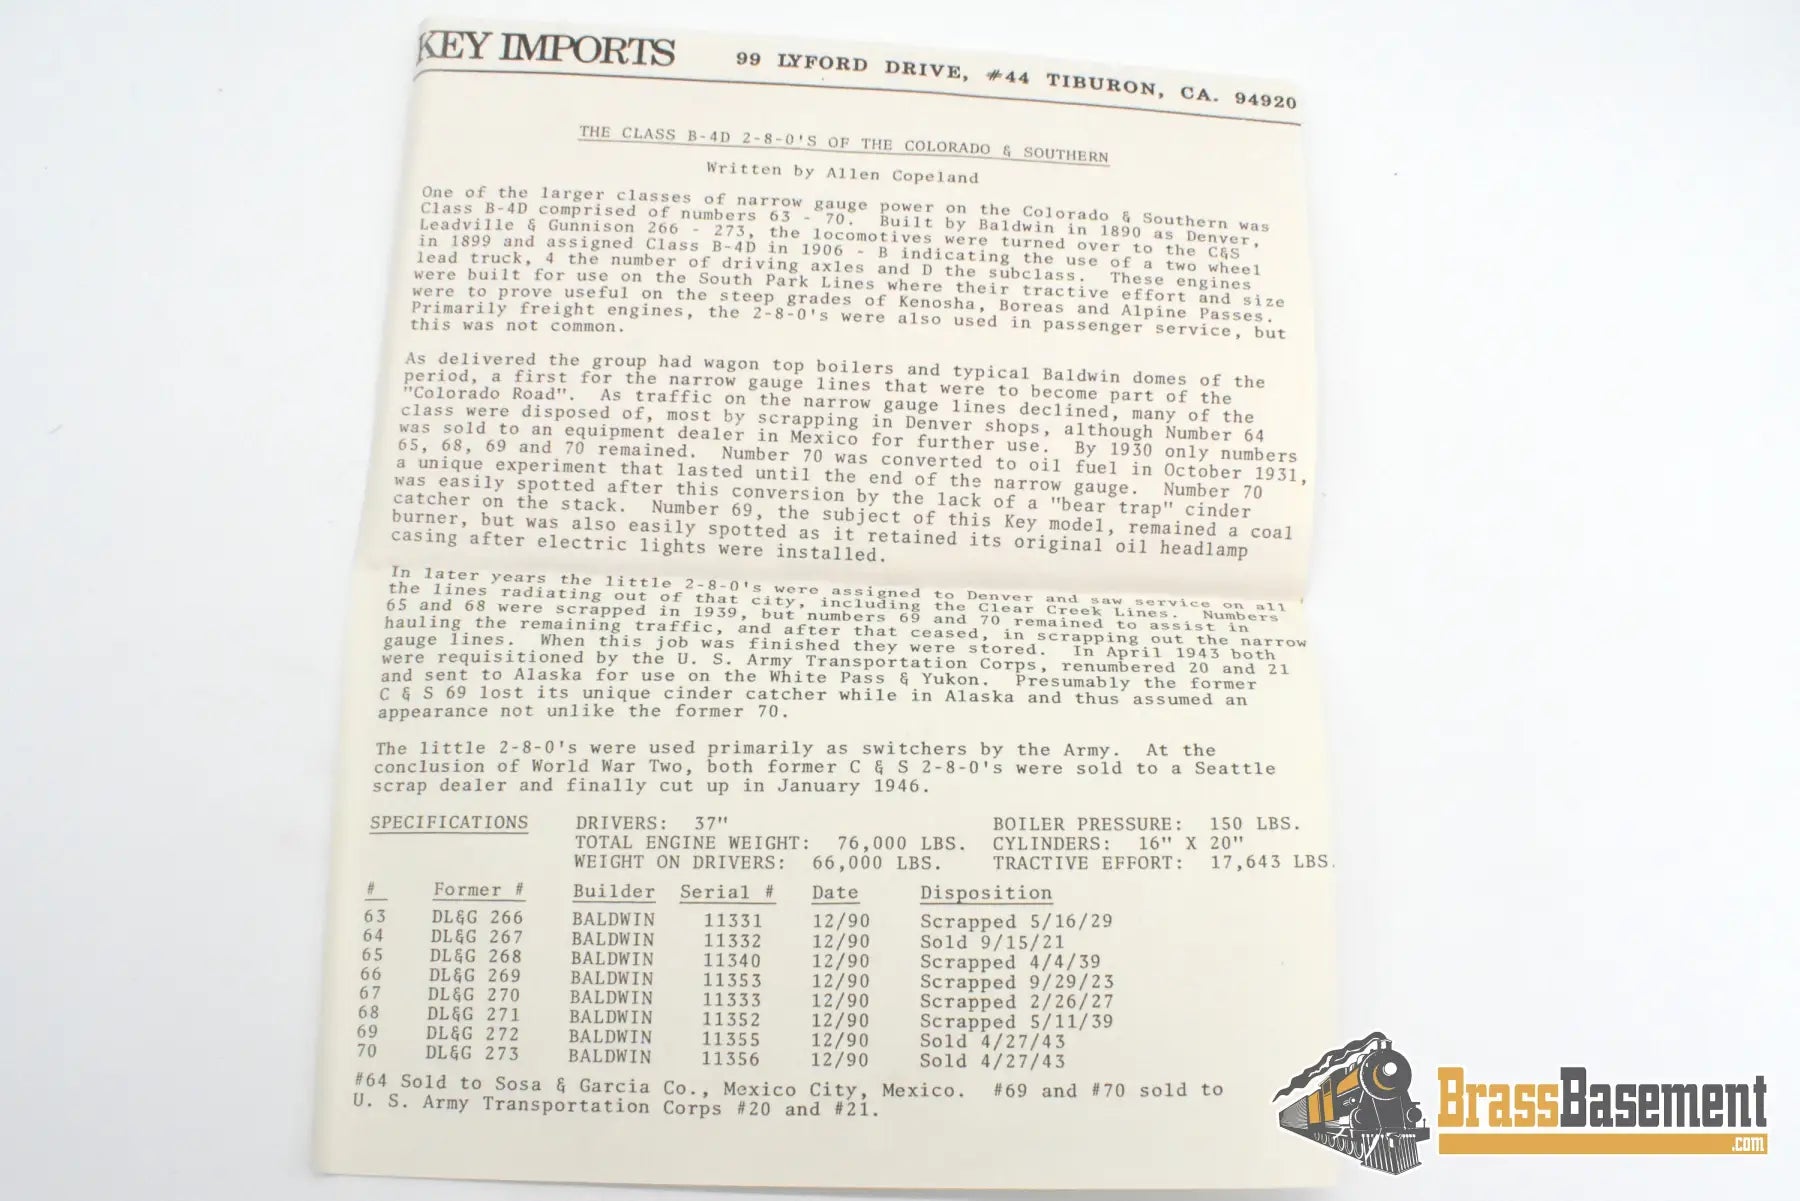 KEY IMPORTS 99 LYFORD DRIVE, #44 TIBURON, CA. 94920
THE CLASS B-4D 2-8-0'S OF THE COLORADO & SOUTHERN
Written by Allen Copeland
One of the larger classes of narrow gauge power on the Colorado & Southern was
Class B-4D comprised of numbers 63 - 70. Built by Baldwin in 1890 as Denver,
Leadville & Gunnison 266 - 273, the locomotives were turned over to the C&S
in 1899 and assigned Class B-4D in 1906 - B indicating the use of a two wheel
lead truck, 4 the number of driving axles and D the subclass. These engines
were built for use on the South Park Lines where their tractive effort and size
were to prove useful on the steep grades of Kenosha, Boreas and Alpine Passes.
Primarily freight engines, the 2-8-0's were also used in passenger service, but
this was not common.
As delivered the group had wagon top boilers and typical Baldwin domes of the
period, a first for the narrow gauge lines that were to become part of the
"Colorado Road". As traffic on the narrow gauge lines declined, many of the
class were disposed of, most by scrapping in Denver shops, although Number 64
was sold to an equipment dealer in Mexico for further use. By 1930 only numbers
65, 68, 69 and 70 remained. Number 70 was converted to oil fuel in October 1931,
a unique experiment that lasted until the end of the narrow gauge. Number 70
was easily spotted after this conversion by the lack of a "bear trap" cinder
catcher on the stack. Number 69, the subject of this Key model, remained a coal
burner, but was also easily spotted as it retained its original oil headlamp
casing after electric lights were installed.
In later years the little 2-8-0's were assigned to Denver and saw service on all
the lines radiating out of that city, including the Clear Creek Lines. Numbers
65 and 68 were scrapped in 1939, but numbers 69 and 70 remained to assist in
hauling the remaining traffic, and after that ceased, in scrapping out the narrow
gauge lines. When this job was finished they were stored. In April 1943 both
were requisitioned by the U. S. Army Transportation Corps, renumbered 20 and 21
and sent to Alaska for use on the White Pass & Yukon. Presumably the former
C & S 69 lost its unique cinder catcher while in Alaska and thus assumed an
appearance not unlike the former 70.
The little 2-8-0's were used primarily as switchers by the Army. At the
conclusion of World War Two, both former C & S 2-8-0's were sold to a Seattle
scrap dealer and finally cut up in January 1946.
SPECIFICATIONS DRIVERS: 37" BOILER PRESSURE: 150 LBS.
TOTAL ENGINE WEIGHT: 76,000 LBS. CYLINDERS: 16" X 20"
WEIGHT ON DRIVERS: 66,000 LBS. TRACTIVE EFFORT: 17,643 LBS.
# Former # Builder Serial # Date Disposition
63 DL&G 266 BALDWIN 11331 12/90 Scrapped 5/16/29
64 DL&G 267 BALDWIN 11332 12/90 Sold 9/15/21
65 DL&G 268 BALDWIN 11340 12/90 Scrapped 4/4/39
66 DL&G 269 BALDWIN 11353 12/90 Scrapped 9/29/23
67 DL&G 270 BALDWIN 11333 12/90 Scrapped 2/26/27
68 DL&G 271 BALDWIN 11352 12/90 Scrapped 5/11/39
69 DL&G 272 BALDWIN 11355 12/90 Sold 4/27/43
70 DL&G 273 BALDWIN 11356 12/90 Sold 4/27/43
#64 Sold to Sosa & Garcia Co., Mexico City, Mexico. #69 and #70 sold to
U. S. Army Transportation Corps #20 and #21.
BrassBasement
.com